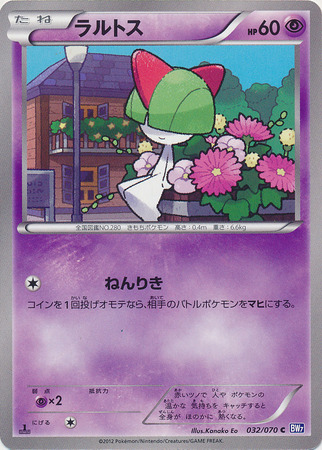 たね ラルトス HP60
全国図鑑NO.280 きもちポケモン 高さ:0.4m 重さ:6.6kg
ねんりき
コインを1回投げオモテなら、相手のバトルポケモンをマヒにする。
弱点 抵抗力
×2
赤いツノで 人や ポケモンの
温かな 気持ちを キャッチすると
全身が ほのかに 熱くなる。
にげる
Illus.Konako Eo 032/070 C BW7
©2012 Pokémon/Nintendo/Creatures/GAME FREAK.